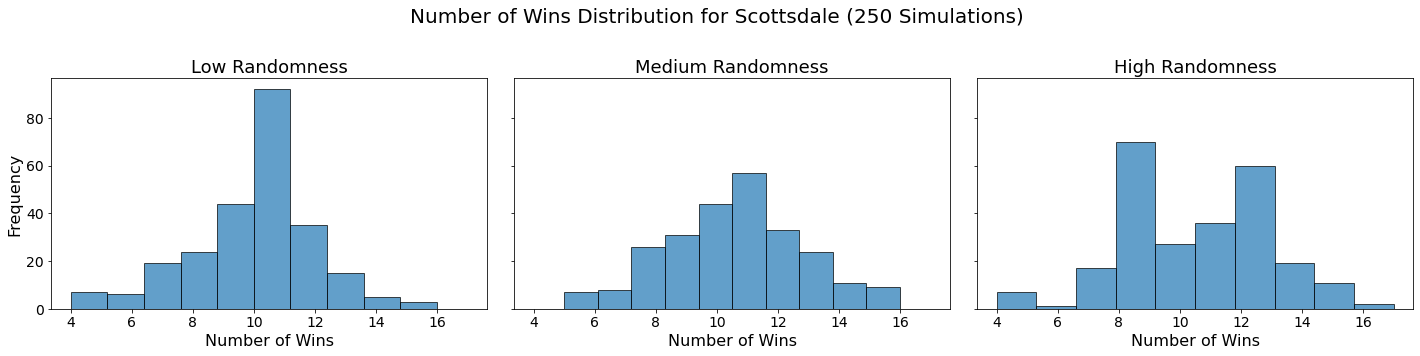 Number of Wins Distribution for Scottsdale (250 Simulations)
Low Randomness
Medium Randomness
High Randomness
Frequency
80
60
40
20
0
4 6 8 10 12 14 16
4 6 8 10 12 14 16
4 6 8 10 12 14 16
Number of Wins
Number of Wins
Number of Wins